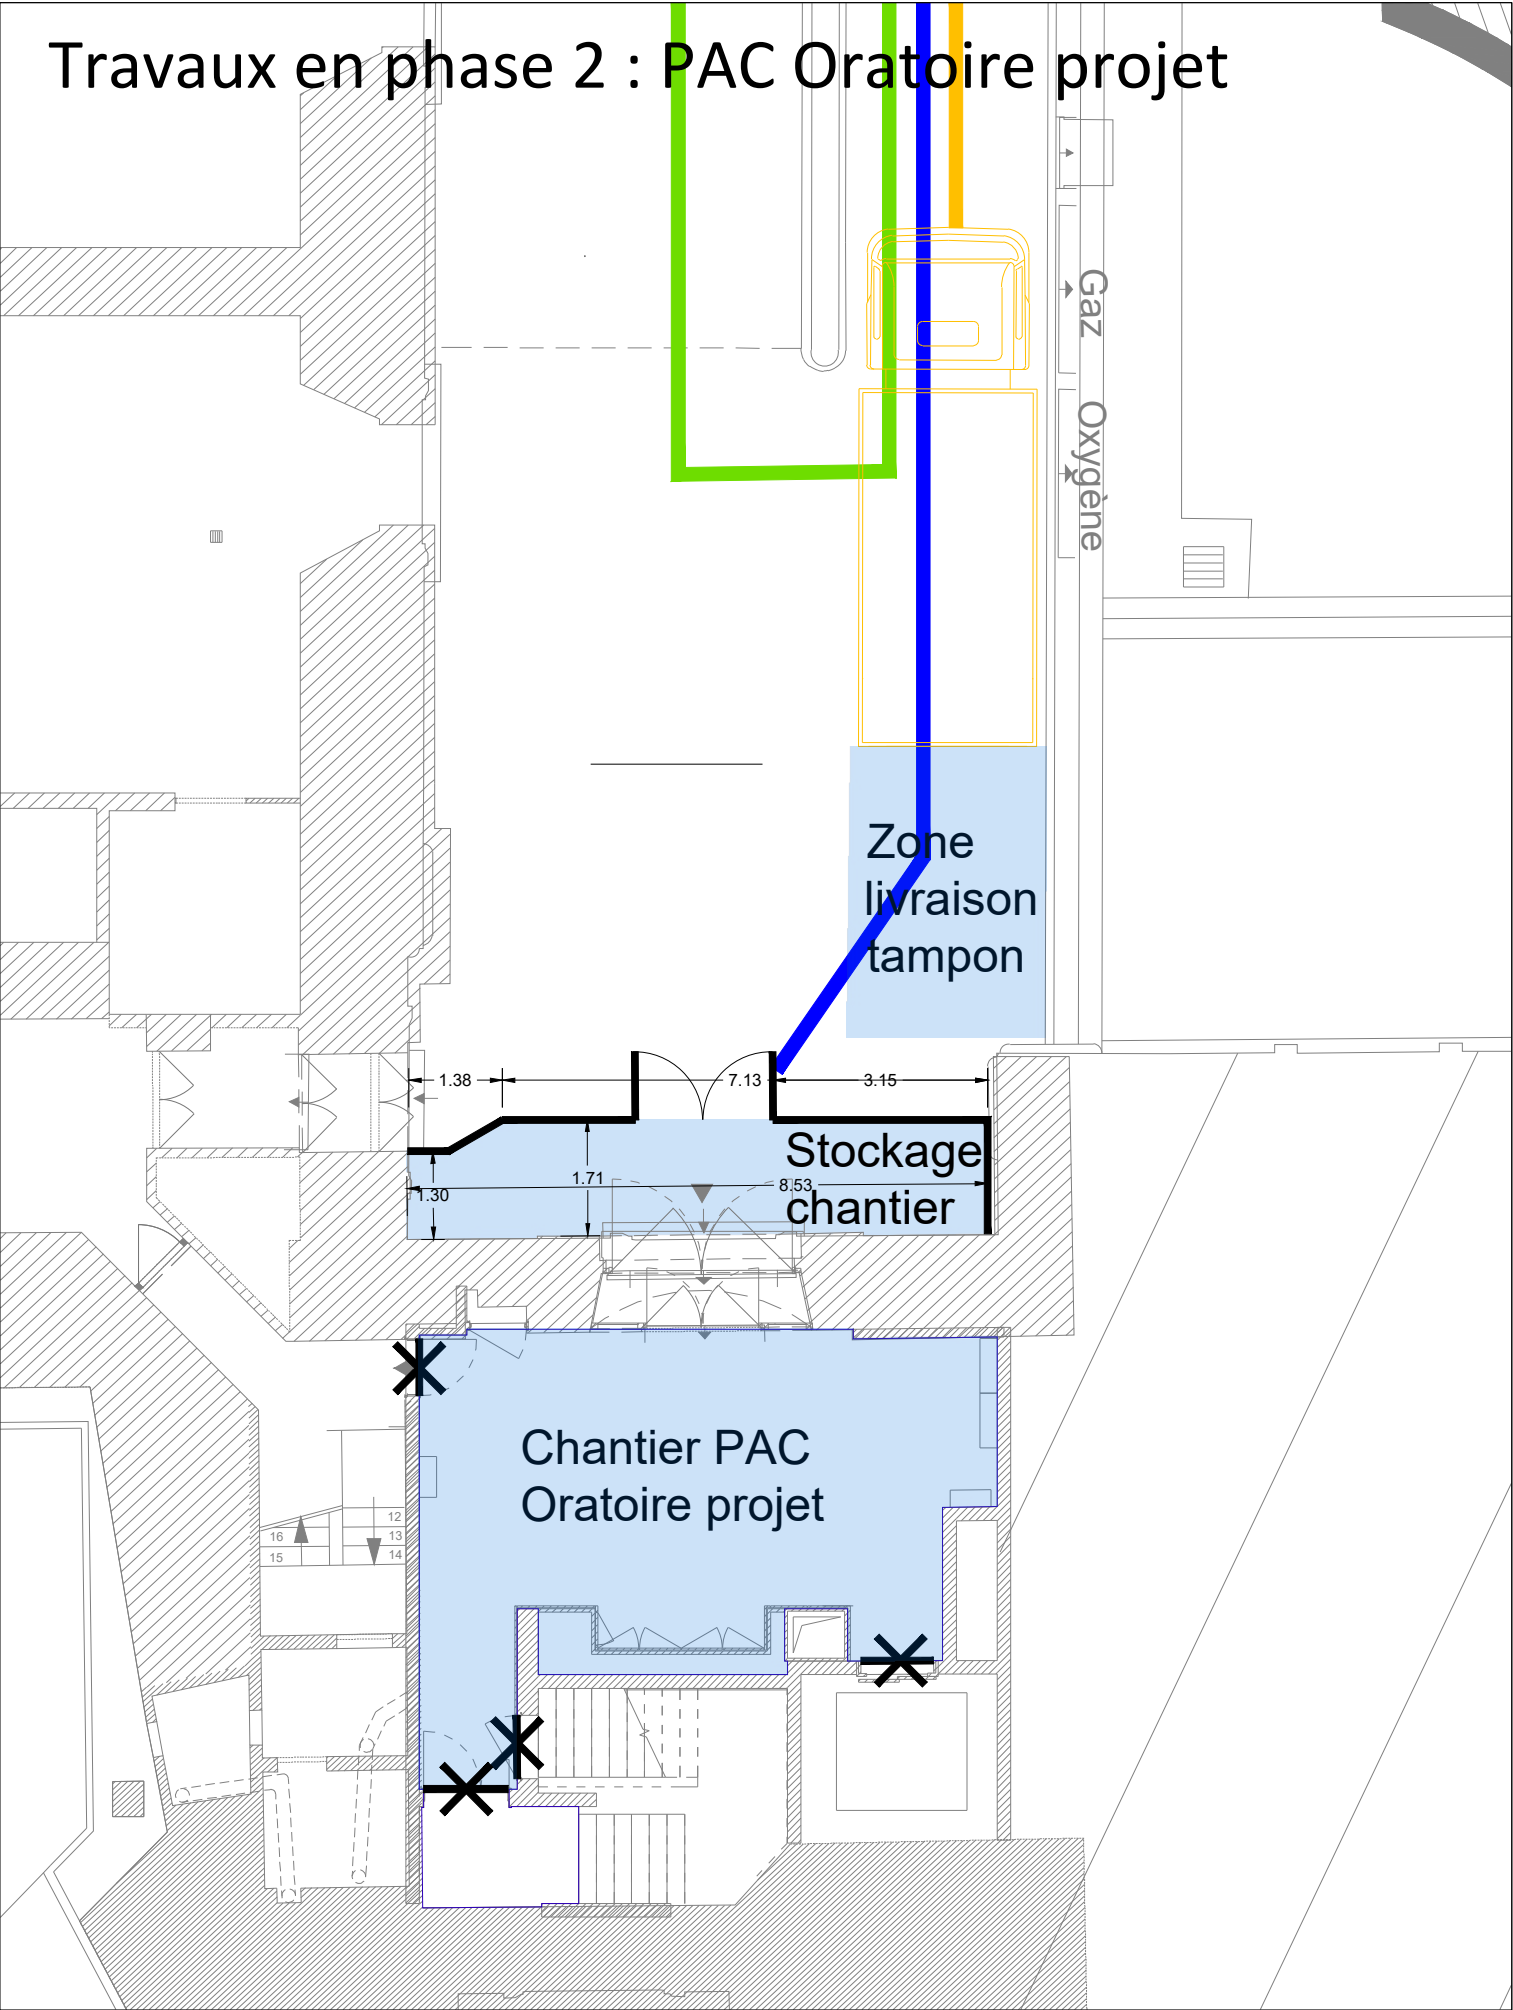 Travaux en phase 2 : PAC Oratoire projet
Gaz
Oxygène
Zone
livraison
tampon
1.38
7.13
3.15
Stockage
chantier
1.71
8.53
1.30
Chantier PAC
Oratoire projet
12
16
13
15
14